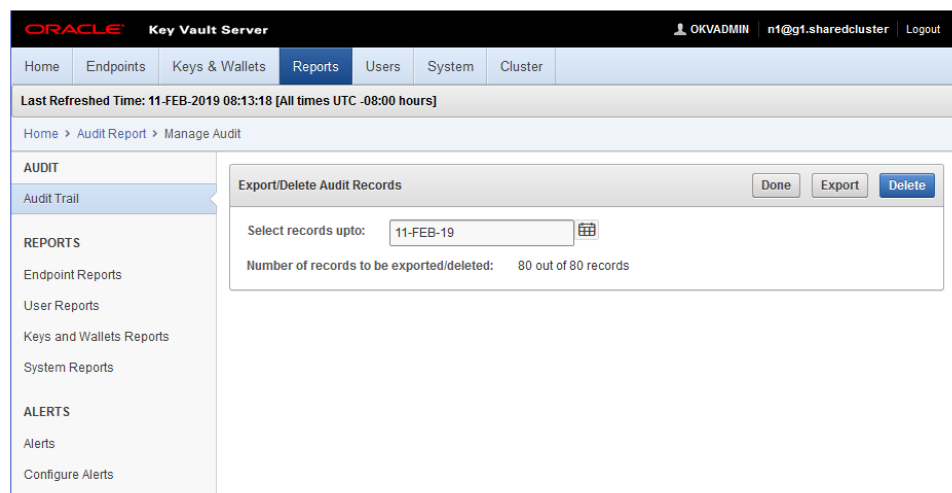 ORACLE Key Vault Server OKVADMIN n1@g1.sharedcluster Logout
Home Endpoints Keys & Wallets Reports Users System Cluster
Last Refreshed Time: 11-FEB-2019 08:13:18 [All times UTC -08:00 hours]
Home > Audit Report > Manage Audit
AUDIT
Audit Trail
REPORTS
Endpoint Reports
User Reports
Keys and Wallets Reports
System Reports
ALERTS
Alerts
Configure Alerts
Export/Delete Audit Records Done Export Delete
Select records upto: 11-FEB-19
Number of records to be exported/deleted: 80 out of 80 records